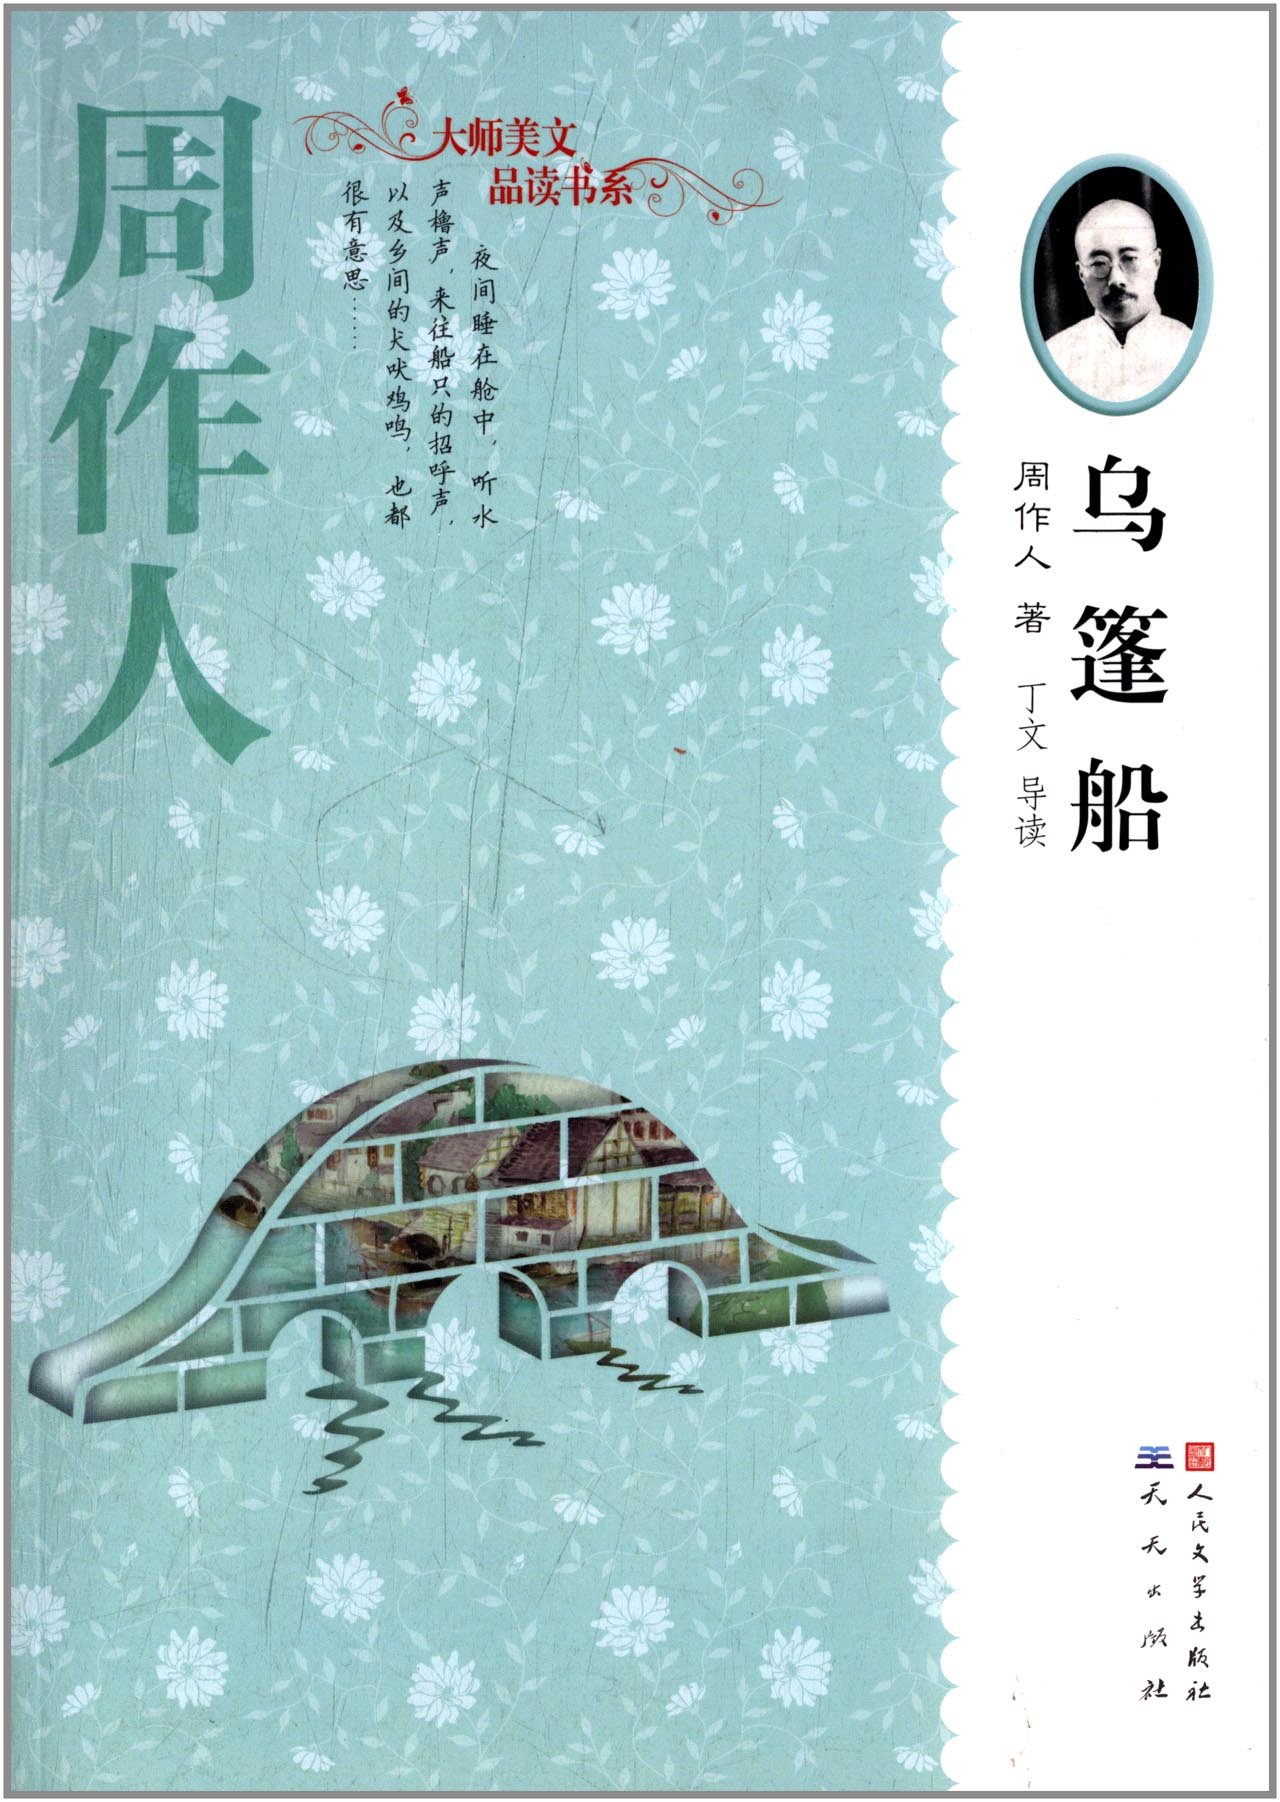 周作人
大师美文
品读书系
夜间睡在舱中，听水
声橹声，来往船只的招呼声，
以及乡间的犬吠鸡鸣，也都
很有意思……
乌篷船
周作人 著 丁文 导读
人民文学出版社
天天出版社